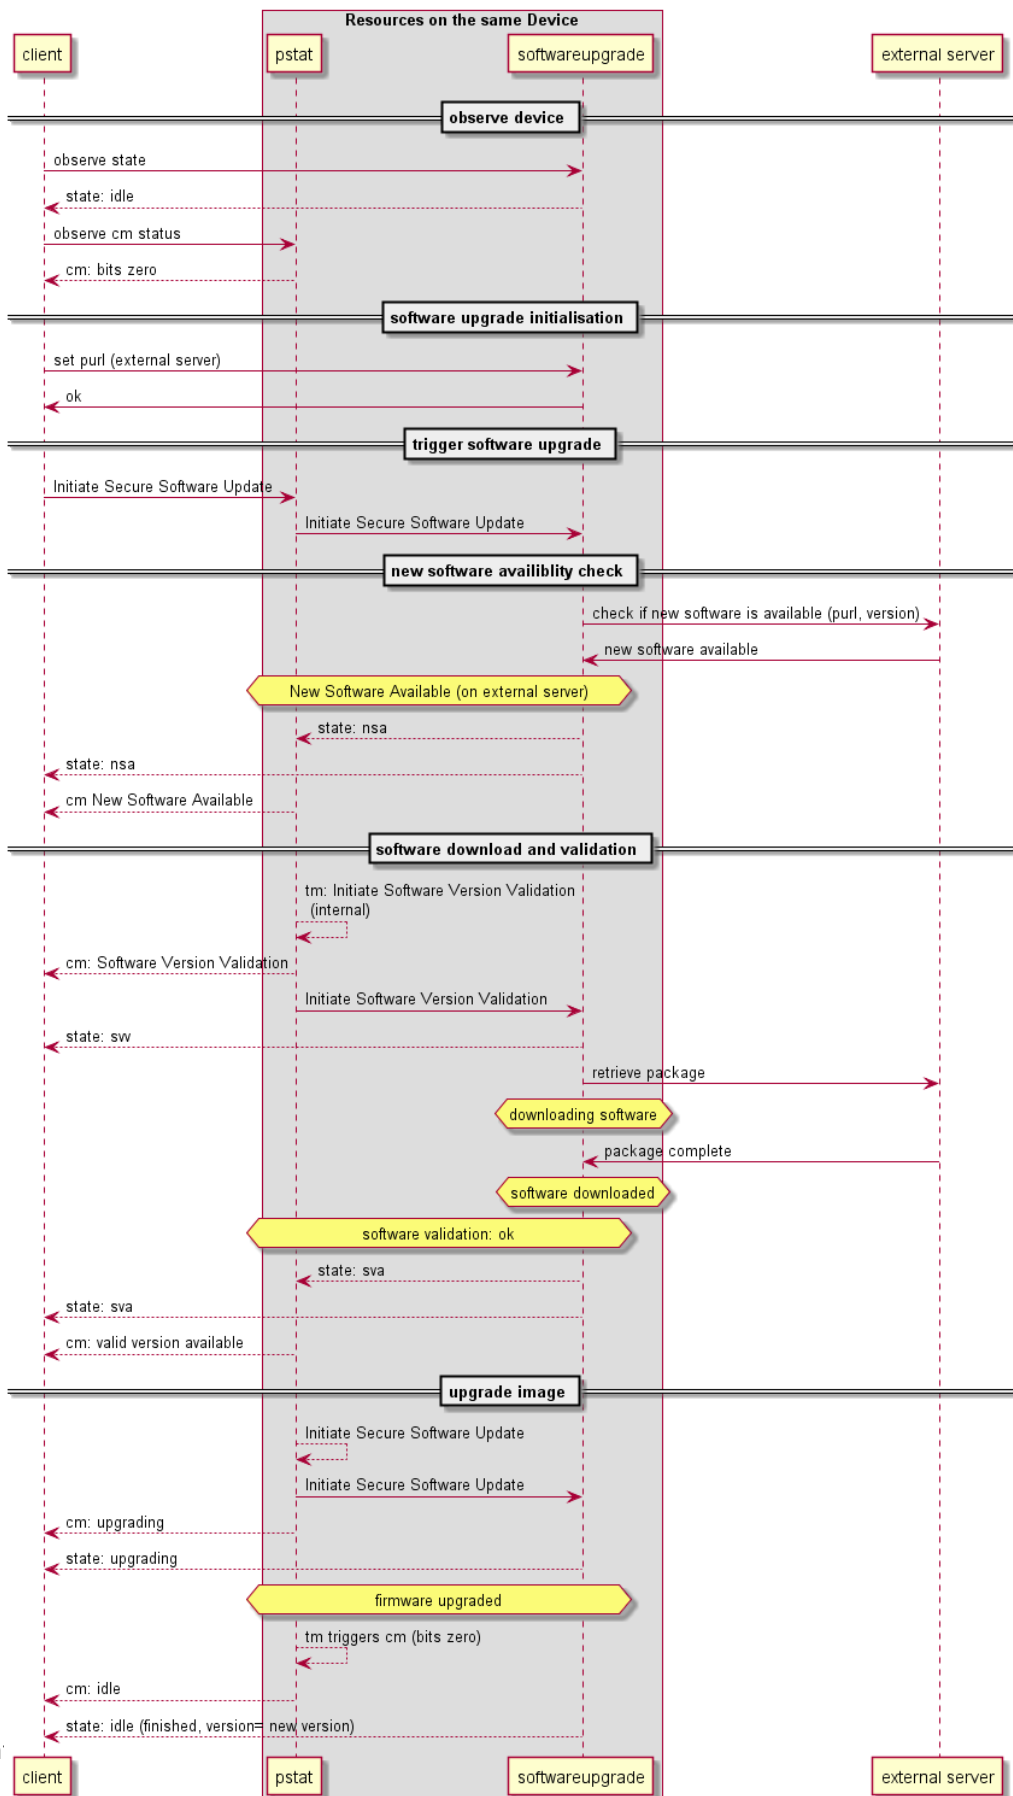 Resources on the same Device
client
pstat
softwareupgrade
external server
observe device
observe state
state: idle
observe cm status
cm: bits zero
software upgrade initialisation
set purl (external server)
ok
trigger software upgrade
Initiate Secure Software Update
Initiate Secure Software Update
new software availiblity check
check if new software is available (purl, version)
new software available
New Software Available (on external server)
state: nsa
state: nsa
cm New Software Available
software download and validation
tm: Initiate Software Version Validation
(internal)
cm: Software Version Validation
Initiate Software Version Validation
state: svv
retrieve package
downloading software
package complete
software downloaded
software validation: ok
state: sva
state: sva
cm: valid version available
upgrade image
Initiate Secure Software Update
Initiate Secure Software Update
cm: upgrading
state: upgrading
firmware upgraded
tm triggers cm (bits zero)
cm: idle
state: idle (finished, version= new version)
client
pstat
softwareupgrade
external server